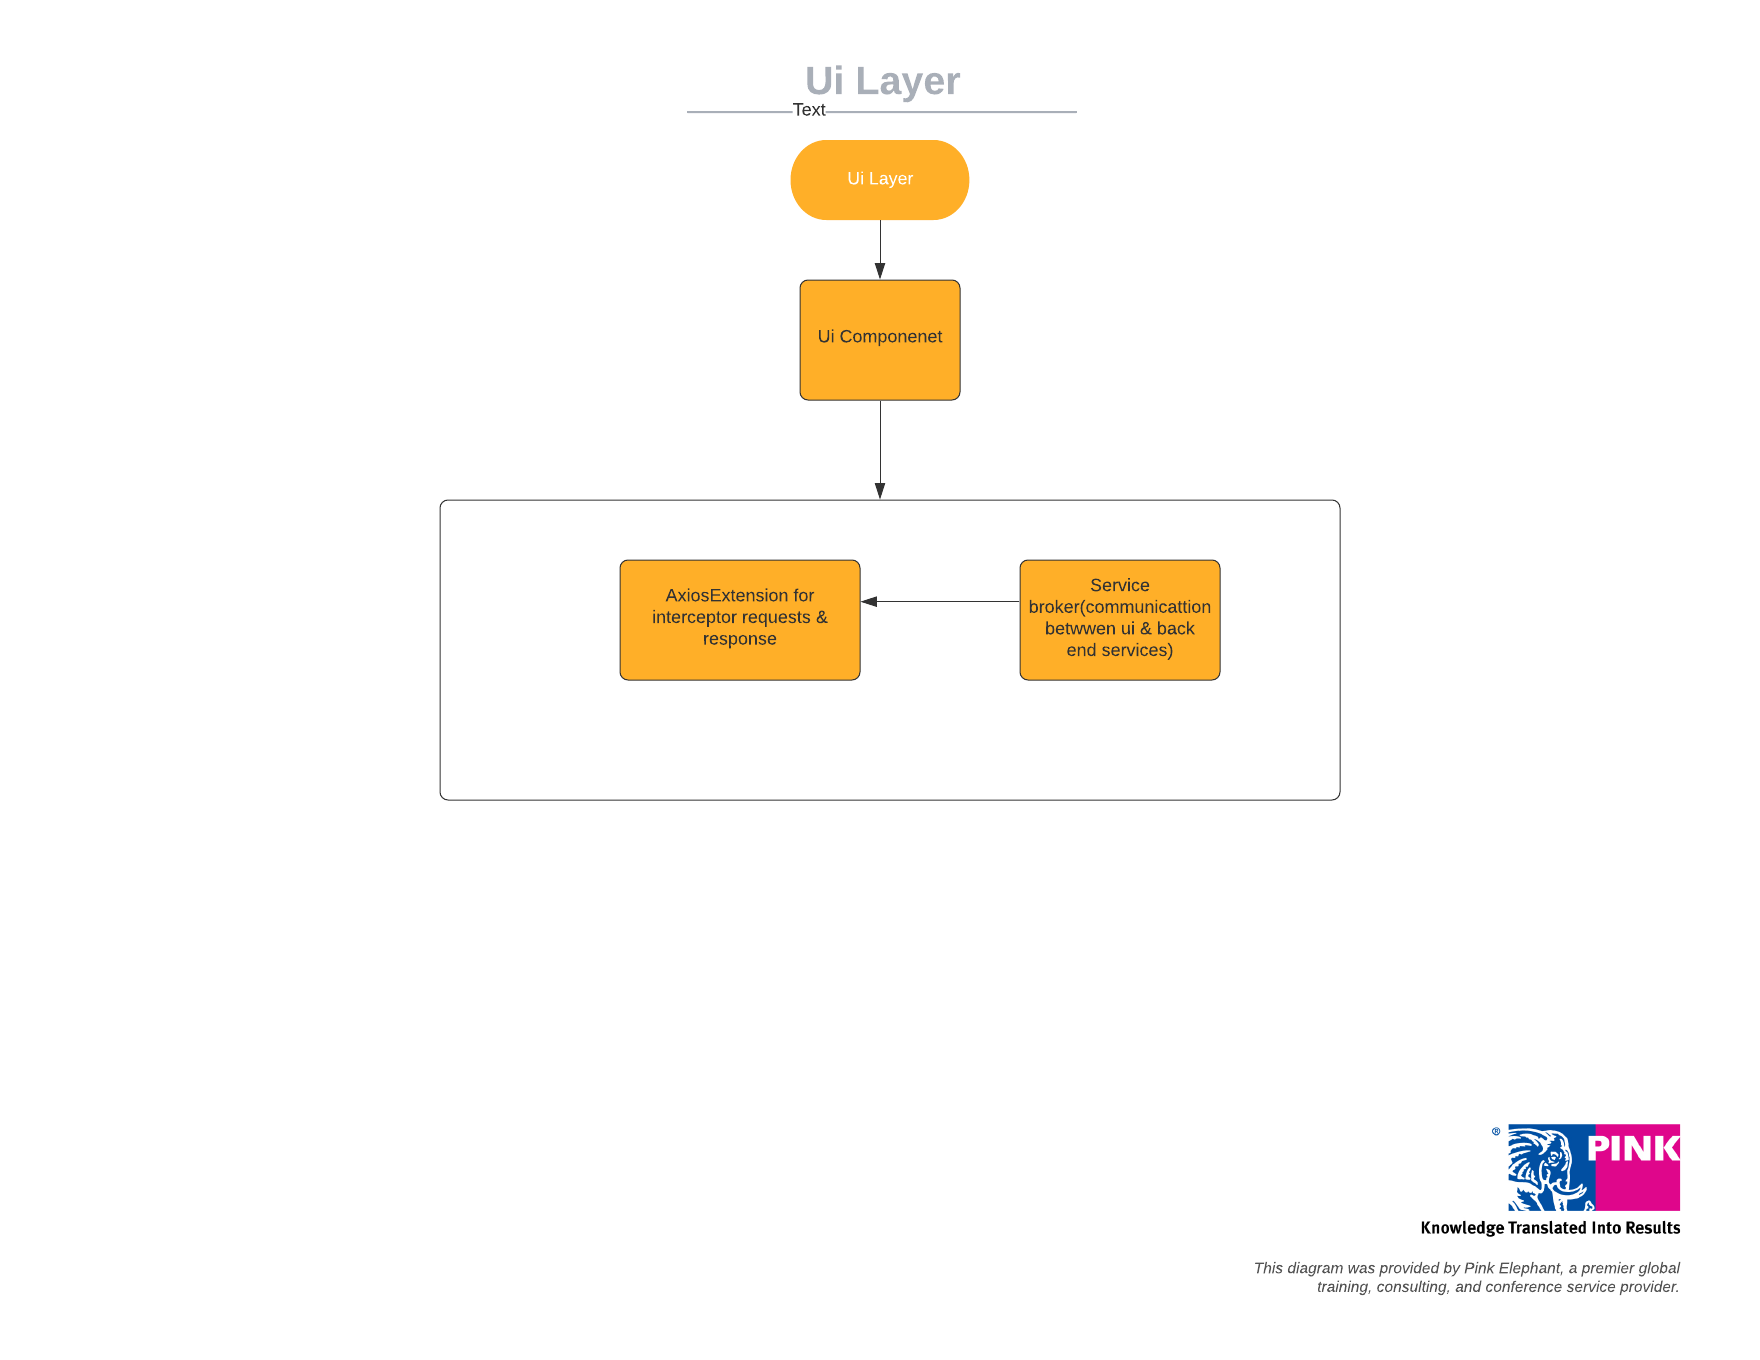 Ui Layer
Text
Ui Layer
Ui Componenet
AxiosExtension for
interceptor requests &
response
Service
broker(communicattion
betwwen ui & back
end services)
®
PINK
Knowledge Translated Into Results
This diagram was provided by Pink Elephant, a premier global
training, consulting, and conference service provider.